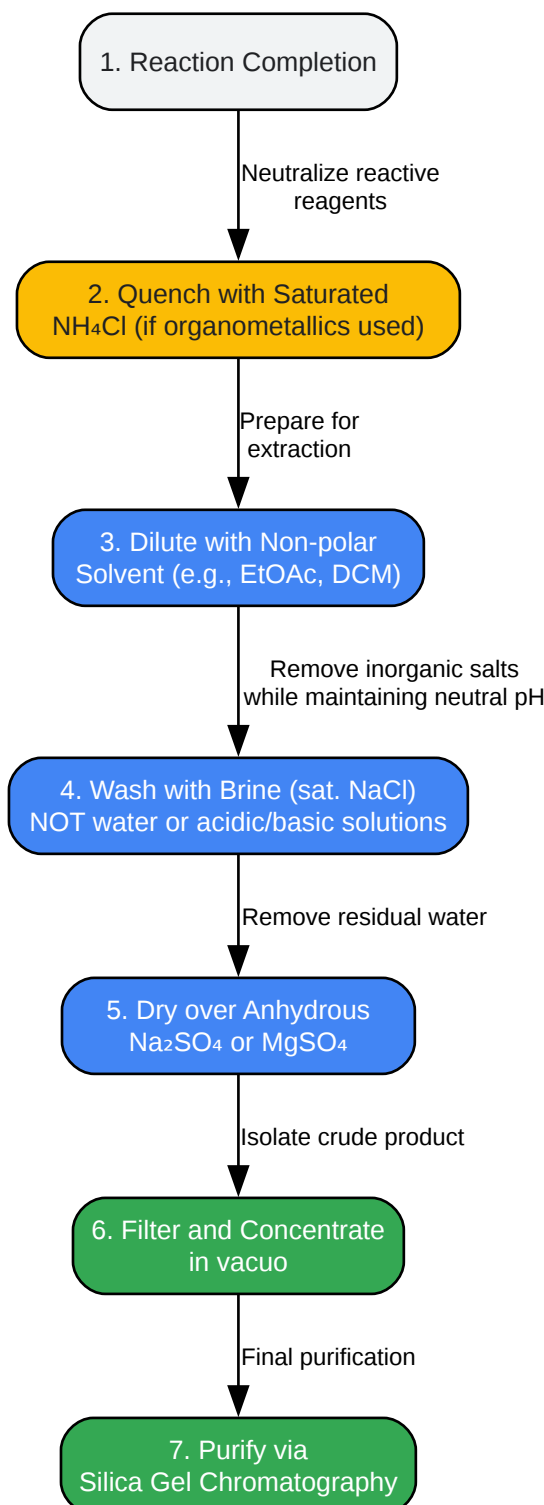 1. Reaction Completion
Neutralize reactive
reagents
2. Quench with Saturated
NH₄Cl (if organometallics used)
Prepare for
extraction
3. Dilute with Non-polar
Solvent (e.g., EtOAc, DCM)
Remove inorganic salts
while maintaining neutral pH
4. Wash with Brine (sat. NaCl)
NOT water or acidic/basic solutions
Remove residual water
5. Dry over Anhydrous
Na₂SO₄ or MgSO₄
Isolate crude product
6. Filter and Concentrate
in vacuo
Final purification
7. Purify via
Silica Gel Chromatography